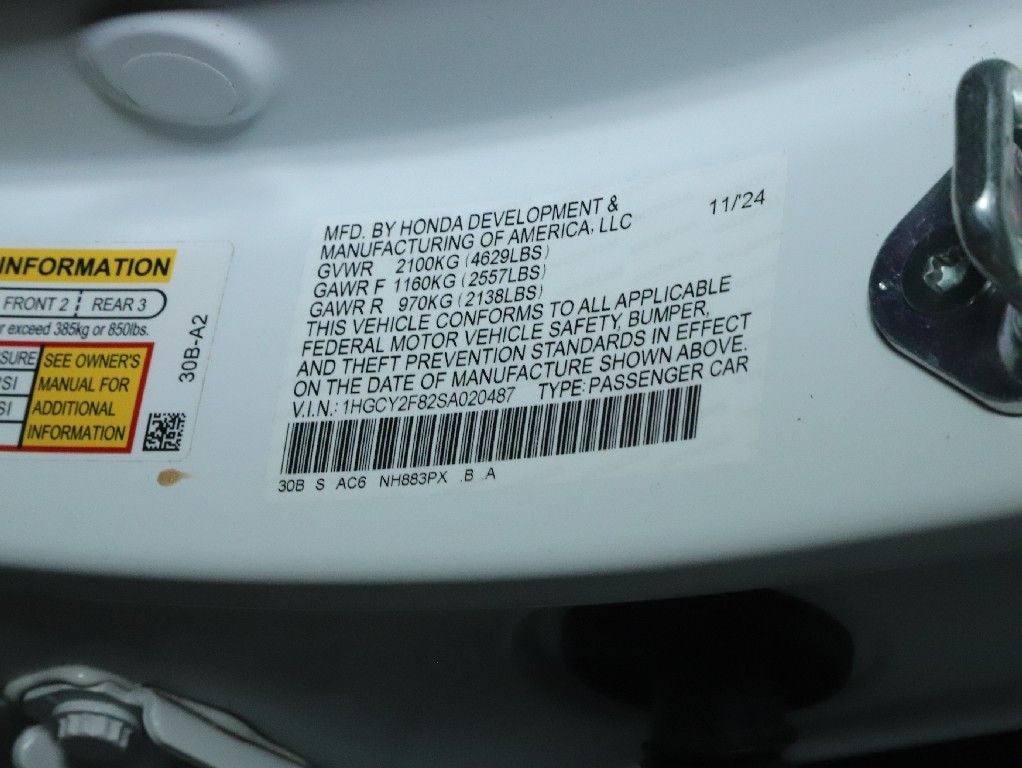 INFORMATION
FRONT 2 REAR 3
exceed 385kg or 850lbs.
SEE OWNER'S
MANUAL FOR
ADDITIONAL
INFORMATION
30B-A2
MFD. BY HONDA DEVELOPMENT & 11/'24
MANUFACTURING OF AMERICA, LLC
GVWR 2100KG (4629LBS)
GAWR F 1160KG (2557LBS)
GAWR R 970KG (2138LBS)
THIS VEHICLE CONFORMS TO ALL APPLICABLE
FEDERAL MOTOR VEHICLE SAFETY, BUMPER,
AND THEFT PREVENTION STANDARDS IN EFFECT
ON THE DATE OF MANUFACTURE SHOWN ABOVE.
V.I.N.: 1HGCY2F82SA020487 TYPE: PASSENGER CAR
30B S AC6 NH883PX B A